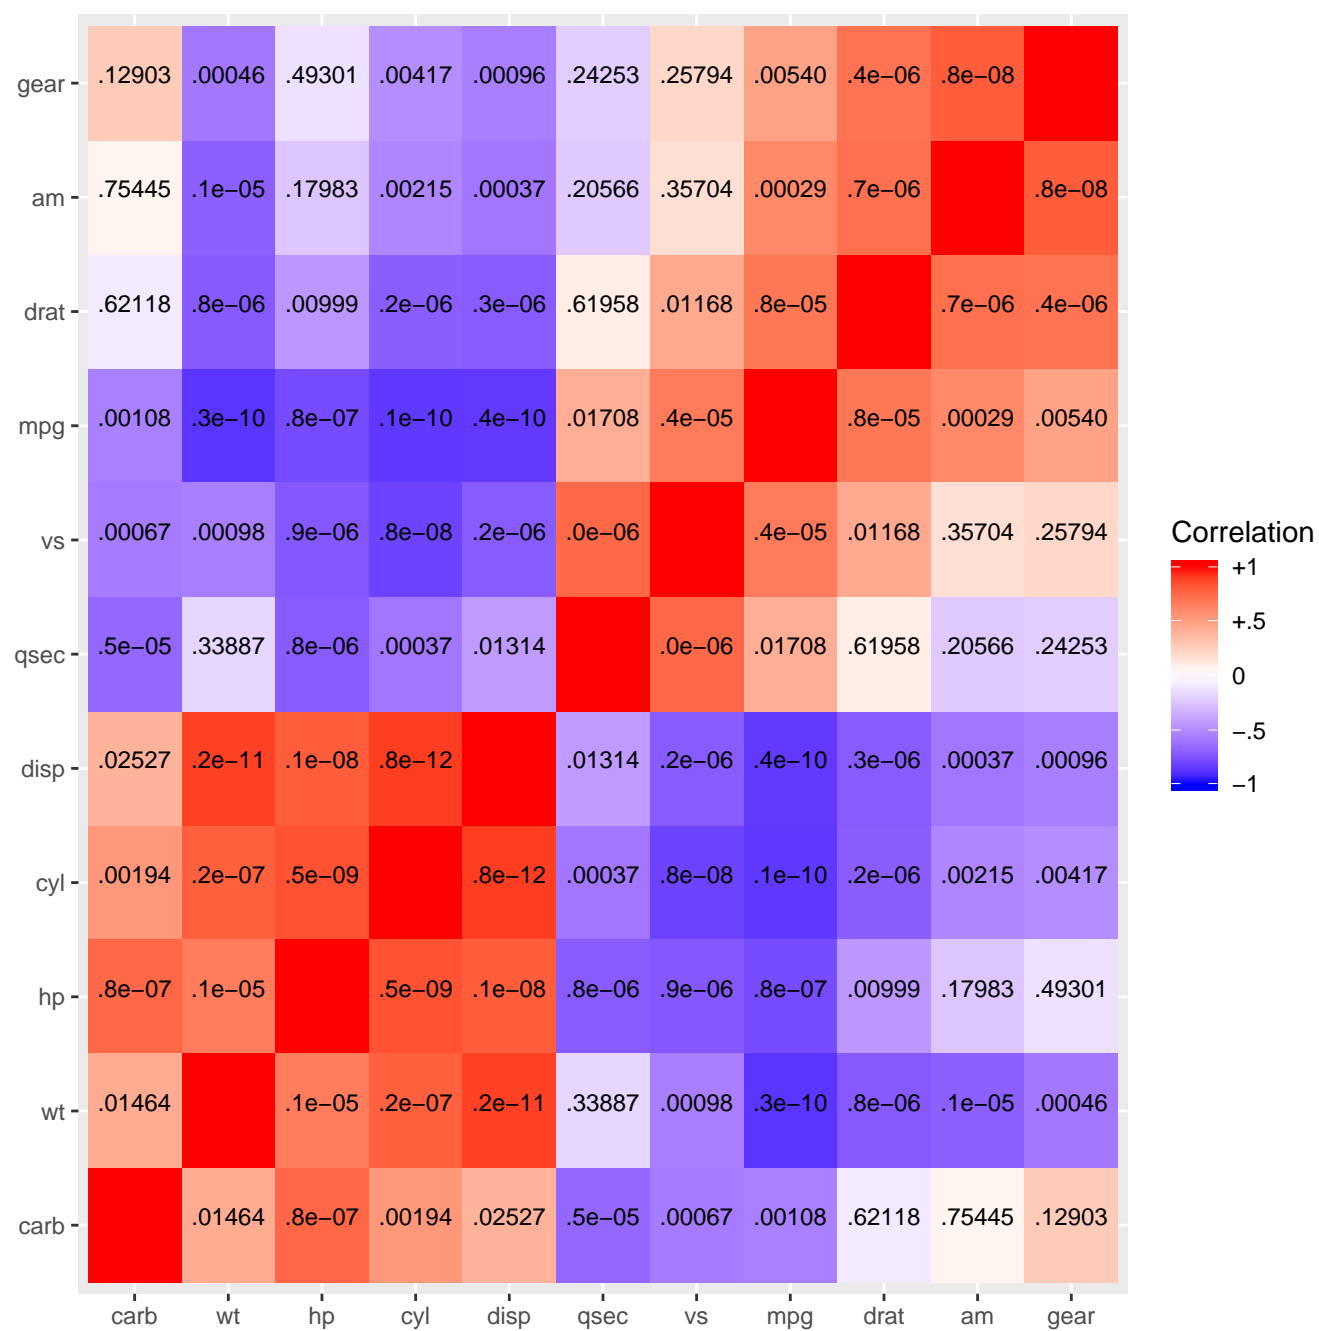 gear .12903 .00046 .49301 .00417 .00096 .24253 .25794 .00540 .4e−06 .8e−08
am .75445 .1e−05 .17983 .00215 .00037 .20566 .35704 .00029 .7e−06 .8e−08
drat .62118 .8e−06 .00999 .2e−06 .3e−06 .61958 .01168 .8e−05 .7e−06 .4e−06
mpg .00108 .3e−10 .8e−07 .1e−10 .4e−10 .01708 .4e−05 .8e−05 .00029 .00540
vs .00067 .00098 .9e−06 .8e−08 .2e−06 .0e−06 .4e−05 .01168 .35704 .25794
qsec .5e−05 .33887 .8e−06 .00037 .01314 .0e−06 .01708 .61958 .20566 .24253
disp .02527 .2e−11 .1e−08 .8e−12 .01314 .2e−06 .4e−10 .3e−06 .00037 .00096
cyl .00194 .2e−07 .5e−09 .8e−12 .00037 .8e−08 .1e−10 .2e−06 .00215 .00417
hp .8e−07 .1e−05 .5e−09 .1e−08 .8e−06 .9e−06 .8e−07 .00999 .17983 .49301
wt .01464 .1e−05 .2e−07 .2e−11 .33887 .00098 .3e−10 .8e−06 .1e−05 .00046
carb .01464 .8e−07 .00194 .02527 .5e−05 .00067 .00108 .62118 .75445 .12903
carb wt hp cyl disp qsec vs mpg drat am gear
Correlation
+1
+.5
0
−.5
−1